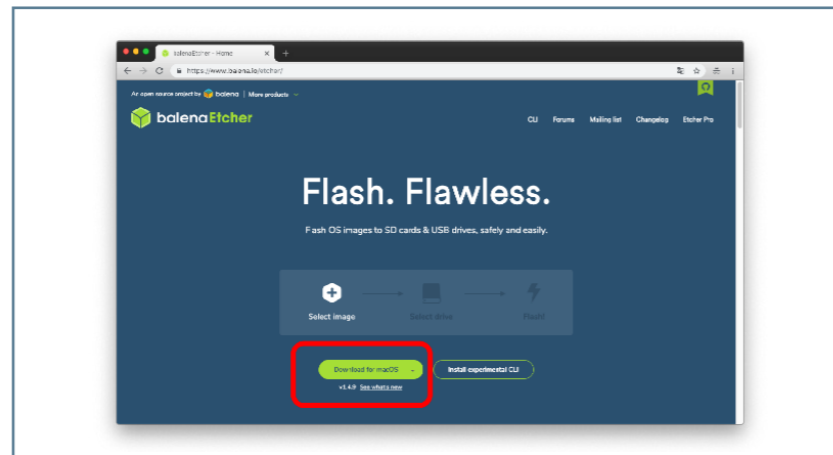 balenaEtcher - Home
https://www.balena.io/etcher/
An open source project by balena | More products
balenaEtcher
CLI Forums Mailing list Changelog Etcher Pro
Flash. Flawless.
Flash OS images to SD cards & USB drives, safely and easily.
Select image Select drive Flash!
Download for macOS Install experimental CLI
v1.4.9 See what's new